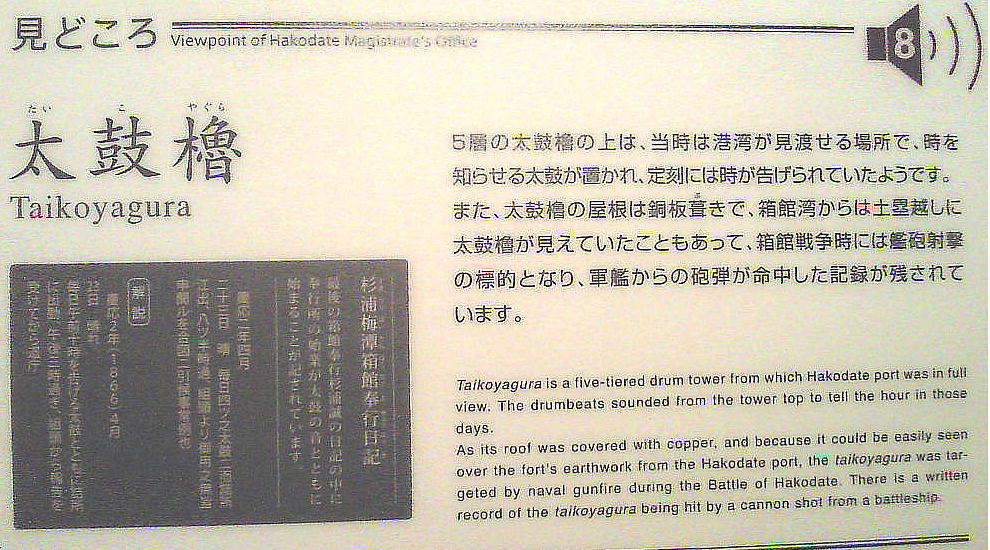 見どころ Viewpoint of Hakodate Magistrate's Office
8
たい こ やぐら
太鼓櫓
Taikoyagura
5層の太鼓櫓の上は、当時は港湾が見渡せる場所で、時を
知らせる太鼓が置かれ、定刻には時が告げられていたようです。
また、太鼓櫓の屋根は銅板葺きで、箱館湾からは土塁越しに
太鼓櫓が見えていたこともあって、箱館戦争時には艦砲射撃
の標的となり、軍艦からの砲弾が命中した記録が残されて
います。
Taikoyagura is a five-tiered drum tower from which Hakodate port was in full
view. The drumbeats sounded from the tower top to tell the hour in those
days.
As its roof was covered with copper, and because it could be easily seen
over the fort's earthwork from the Hakodate port, the taikoyagura was tar-
geted by naval gunfire during the Battle of Hakodate. There is a written
record of the taikoyagura being hit by a cannon shot from a battleship.
杉浦梅潭箱館奉行日記
最後の箱館奉行杉浦誠の日記の中に
奉行所の始業が太鼓の音とともに
始まることが記されています
慶応二年四月
解説
慶応2年(1866)4月